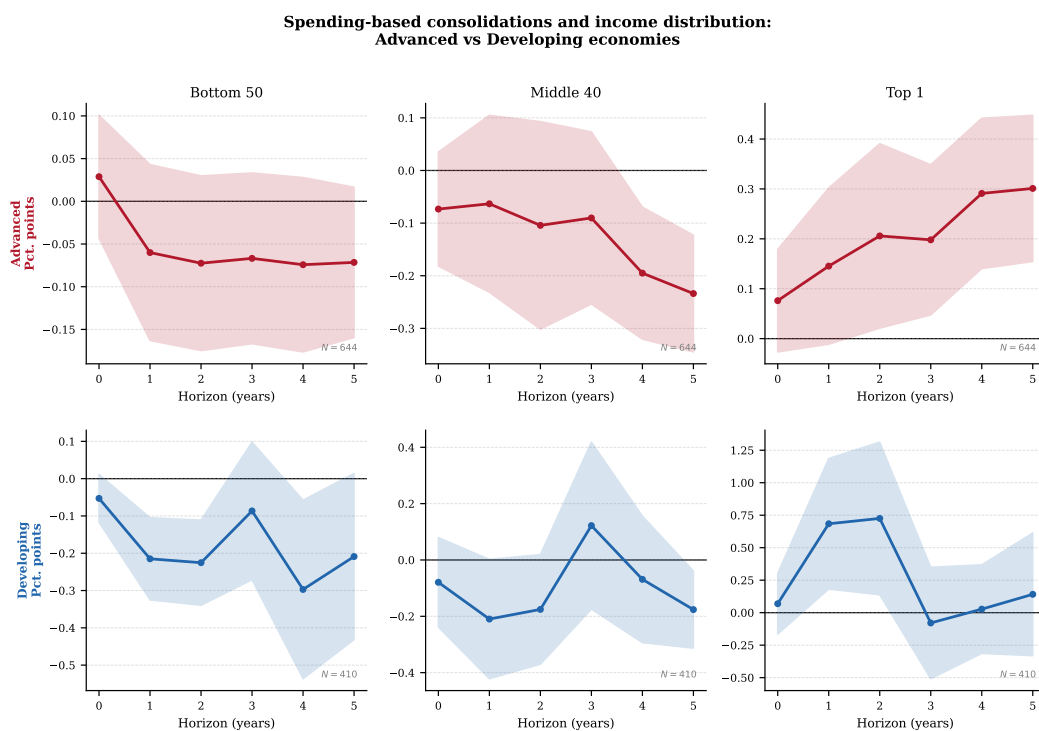 Spending-based consolidations and income distribution:
Advanced vs Developing economies
Bottom 50
Middle 40
Top 1
Advanced
Pct. points
0.10
0.05
0.00
−0.05
−0.10
−0.15
N = 644
0 1 2 3 4 5
Horizon (years)
0.1
0.0
−0.1
−0.2
−0.3
N = 644
0 1 2 3 4 5
Horizon (years)
0.4
0.3
0.2
0.1
0.0
N = 644
0 1 2 3 4 5
Horizon (years)
Developing
Pct. points
0.1
0.0
−0.1
−0.2
−0.3
−0.4
−0.5
N = 410
0 1 2 3 4 5
Horizon (years)
0.4
0.2
0.0
−0.2
−0.4
N = 410
0 1 2 3 4 5
Horizon (years)
1.25
1.00
0.75
0.50
0.25
0.00
−0.25
−0.50
N = 410
0 1 2 3 4 5
Horizon (years)